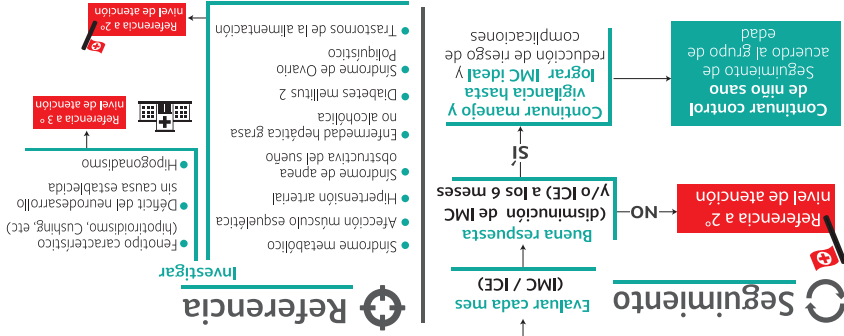 Seguimiento
Evaluar cada mes
(IMC / ICE)
Buena respuesta
(disminución de IMC
y/o ICE) a los 6 meses
NO
Referencia a 2°
nivel de atención
SÍ
Continuar manejo y
vigilancia hasta
lograr IMC ideal y
reducción de riesgo de
complicaciones
Continuar control
de niño sano
Seguimiento de
acuerdo al grupo de
edad
Referencia
Investigar
Síndrome metabólico
Afección músculo esquelética
Hipertensión arterial
Síndrome de apnea
obstructiva del sueño
Enfermedad hepática grasa
no alcohólica
Diabetes mellitus 2
Síndrome de Ovario
Poliquístico
Trastornos de la alimentación
Referencia a 2°
nivel de atención
Fenotipo característico
(hipotiroidismo, Cushing, etc)
Déficit del neurodesarrollo
sin causa establecida
Hipogonadismo
Referencia a 3°
nivel de atención